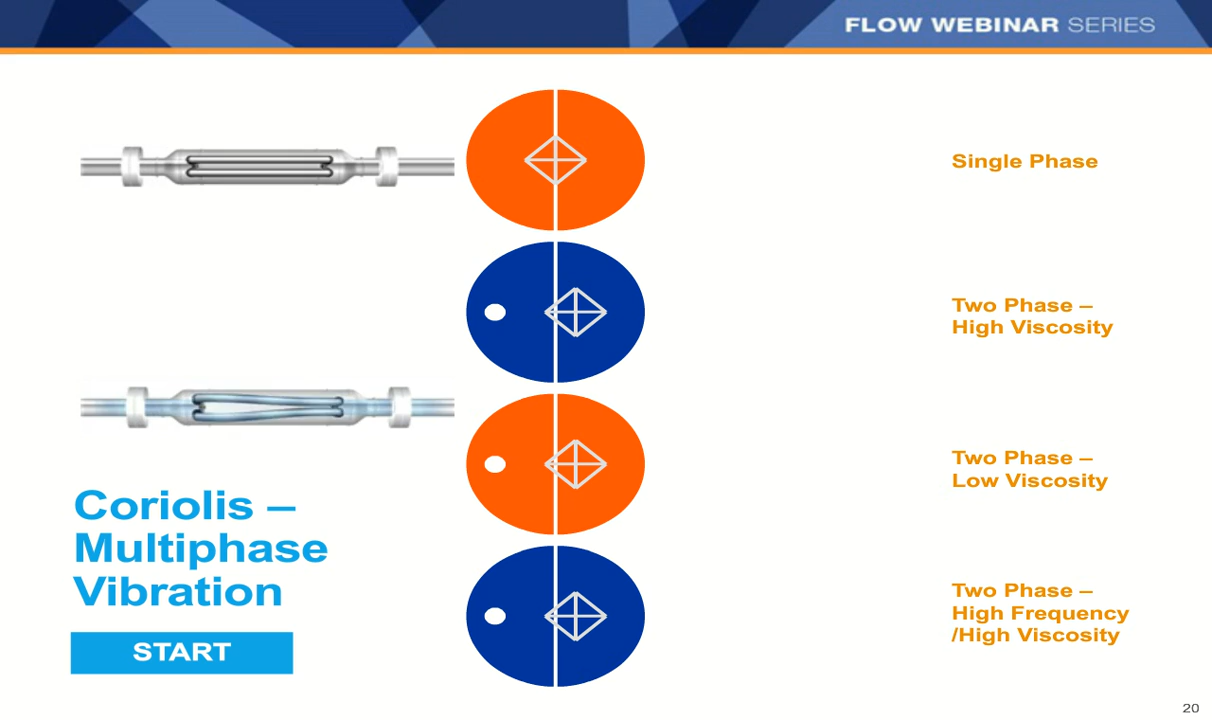 FLOW WEBINAR SERIES
Single Phase
Two Phase –
High Viscosity
Two Phase –
Low Viscosity
Coriolis –
Multiphase
Vibration
START
Two Phase –
High Frequency
/High Viscosity
20